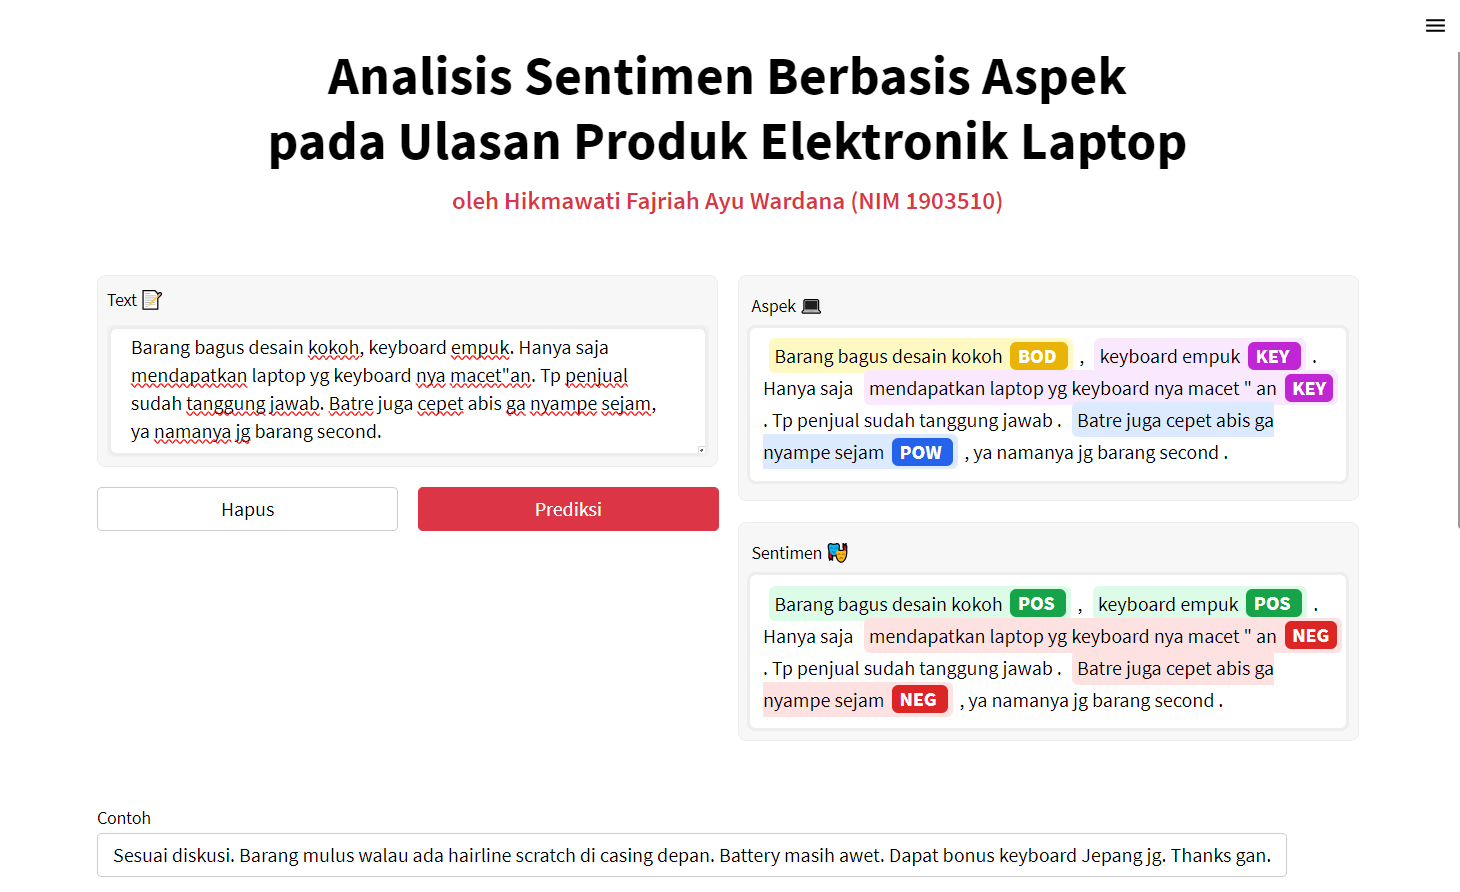 Analisis Sentimen Berbasis Aspek
pada Ulasan Produk Elektronik Laptop
oleh Hikmawati Fajriah Ayu Wardana (NIM 1903510)
Text
Barang bagus desain kokoh, keyboard empuk. Hanya saja
mendapatkan laptop yg keyboard nya macet"an. Tp penjual
sudah tanggung jawab. Batre juga cepet abis ga nyampe sejam,
ya namanya jg barang second.
Hapus
Prediksi
Aspek
Barang bagus desain kokoh BOD , keyboard empuk KEY .
Hanya saja mendapatkan laptop yg keyboard nya macet " an KEY
. Tp penjual sudah tanggung jawab . Batre juga cepet abis ga
nyampe sejam POW , ya namanya jg barang second .
Sentimen
Barang bagus desain kokoh POS , keyboard empuk POS .
Hanya saja mendapatkan laptop yg keyboard nya macet " an NEG
. Tp penjual sudah tanggung jawab . Batre juga cepet abis ga
nyampe sejam NEG , ya namanya jg barang second .
Contoh
Sesuai diskusi. Barang mulus walau ada hairline scratch di casing depan. Battery masih awet. Dapat bonus keyboard Jepang jg. Thanks gan.